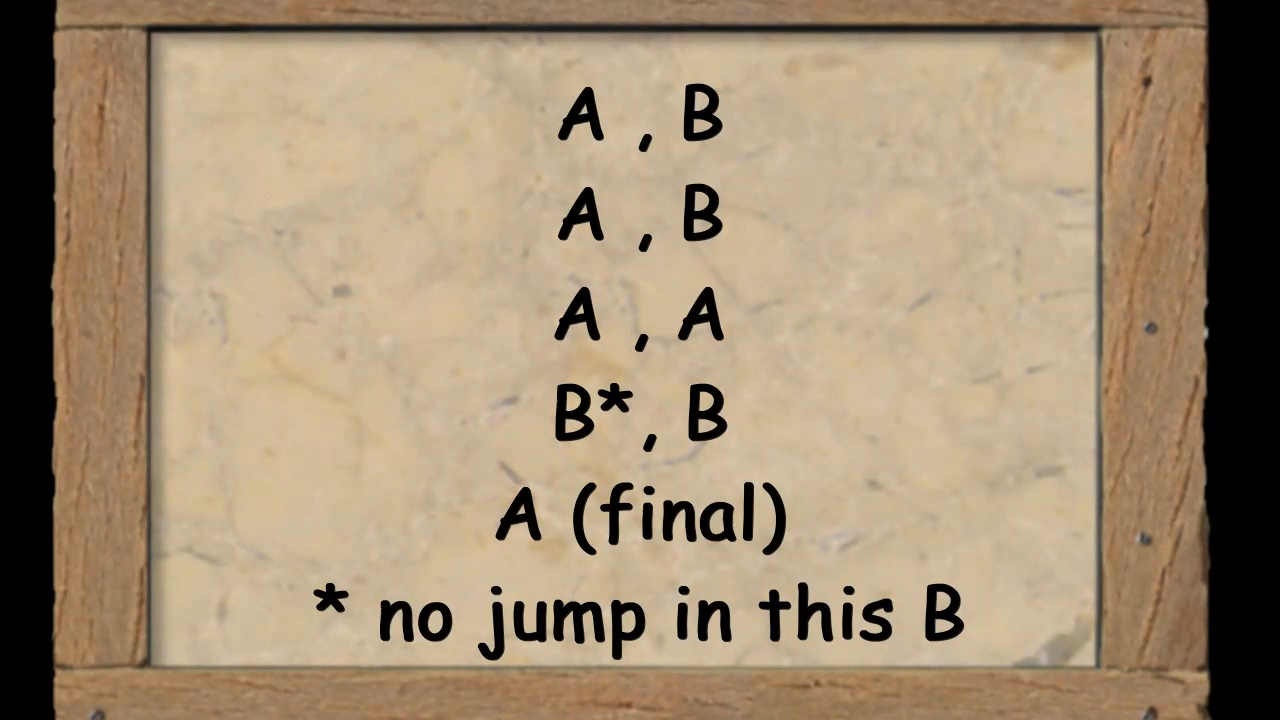 A , B
A , B
A , A
B*, B
A (final)
* no jump in this B